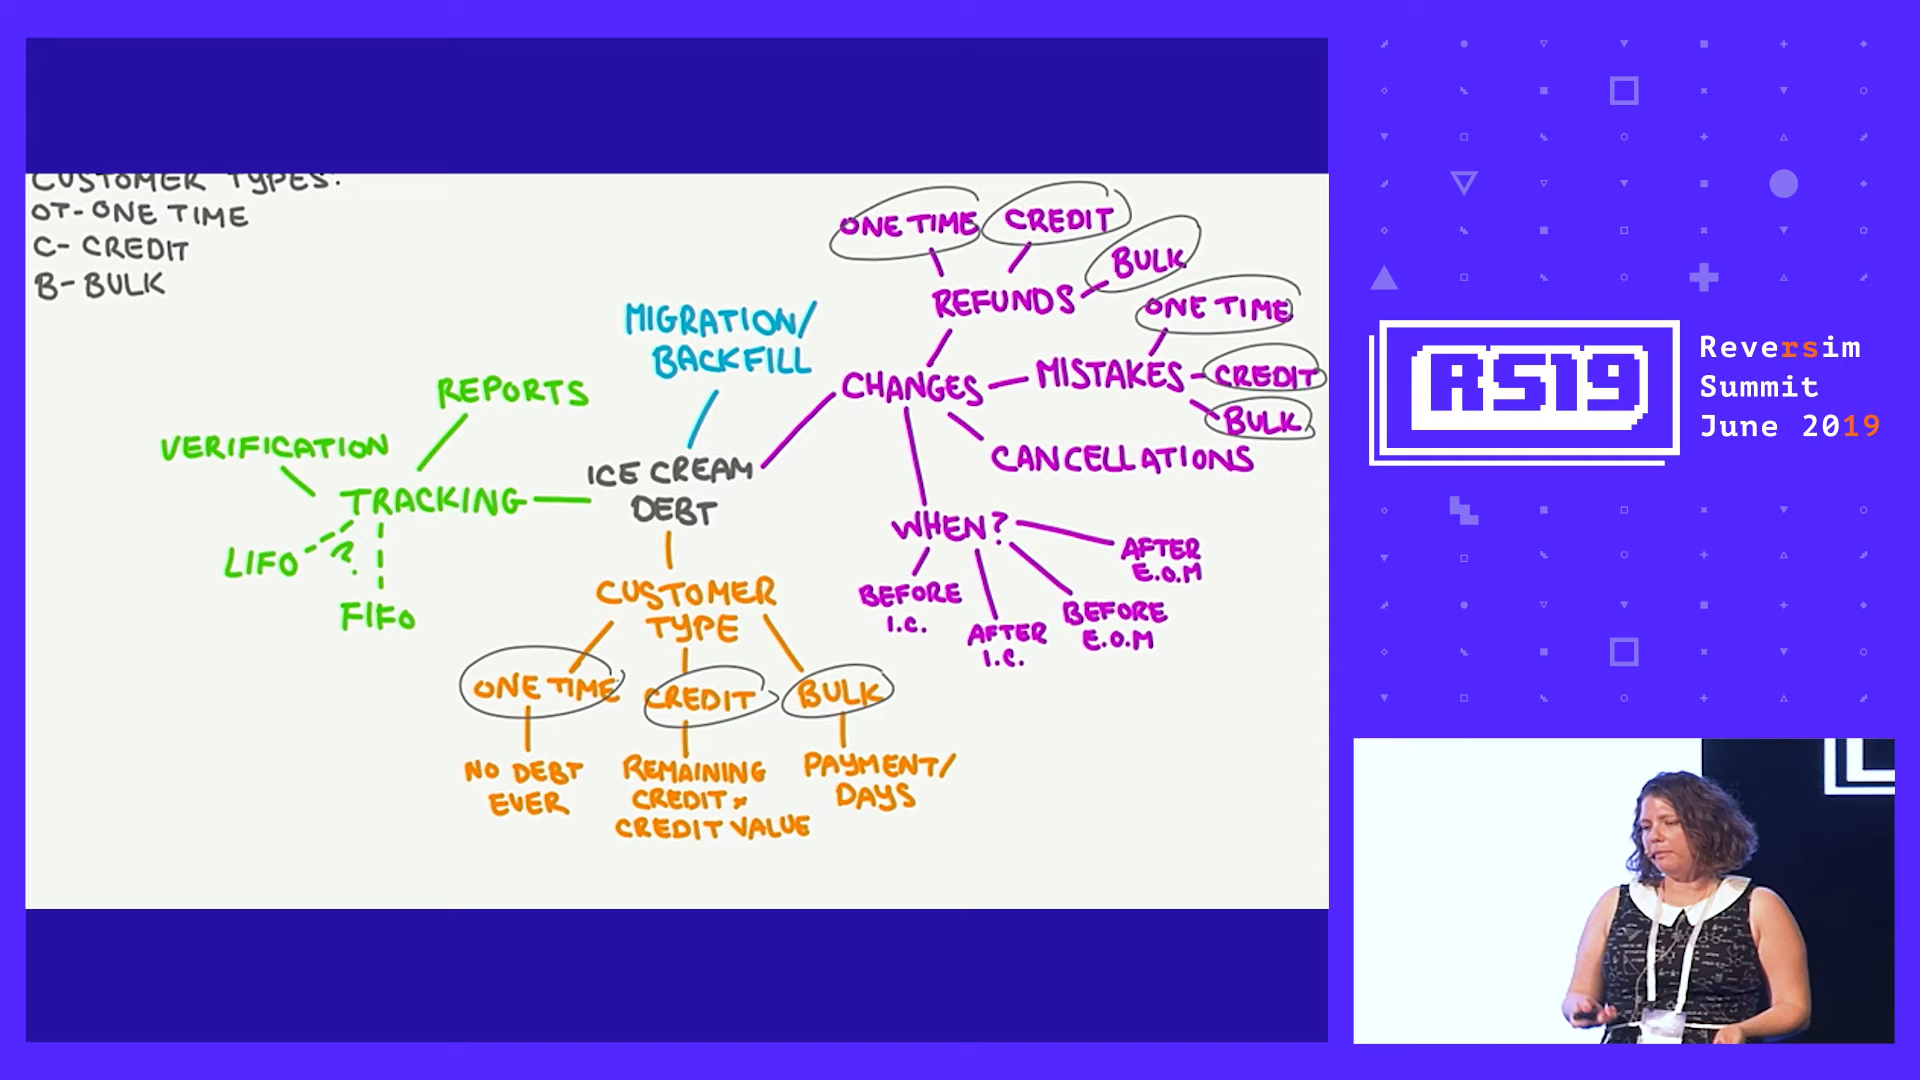 CUSTOMER TYPES:
OT- ONE TIME
C- CREDIT
B- BULK
ONE TIME
CREDIT
BULK
REFUNDS
ONE TIME
MIGRATION/
BACKFILL
CHANGES
MISTAKES
CREDIT
BULK
CANCELLATIONS
REPORTS
VERIFICATION
TRACKING
LIFO
?
FIFO
ICE CREAM
DEBT
WHEN?
BEFORE
I.C.
AFTER
I.C.
BEFORE
E.O.M
AFTER
E.O.M
CUSTOMER
TYPE
ONE TIME
CREDIT
BULK
NO DEBT
EVER
REMAINING
CREDIT x
CREDIT VALUE
PAYMENT/
DAYS
RS19
Reversim
Summit
June 2019